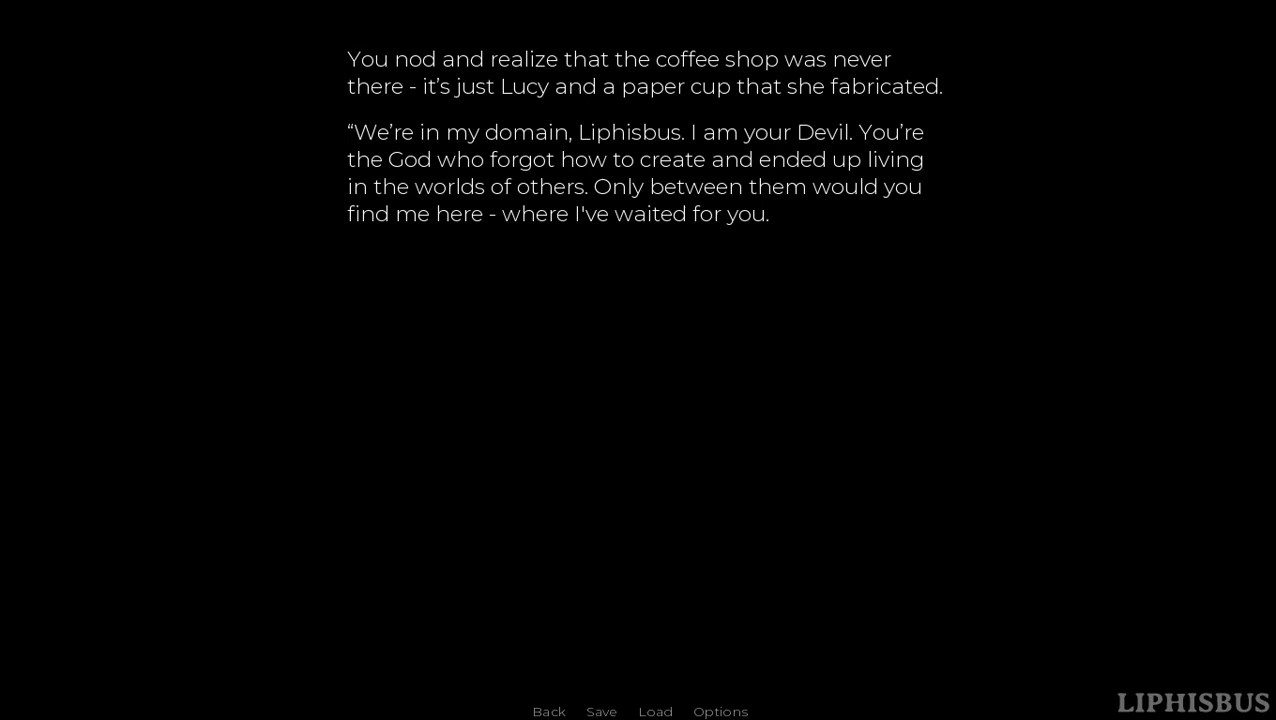 You nod and realize that the coffee shop was never
there - it’s just Lucy and a paper cup that she fabricated.
“We’re in my domain, Liphisbus. I am your Devil. You’re
the God who forgot how to create and ended up living
in the worlds of others. Only between them would you
find me here - where I've waited for you.
Back Save Load Options
LIPHISBUS